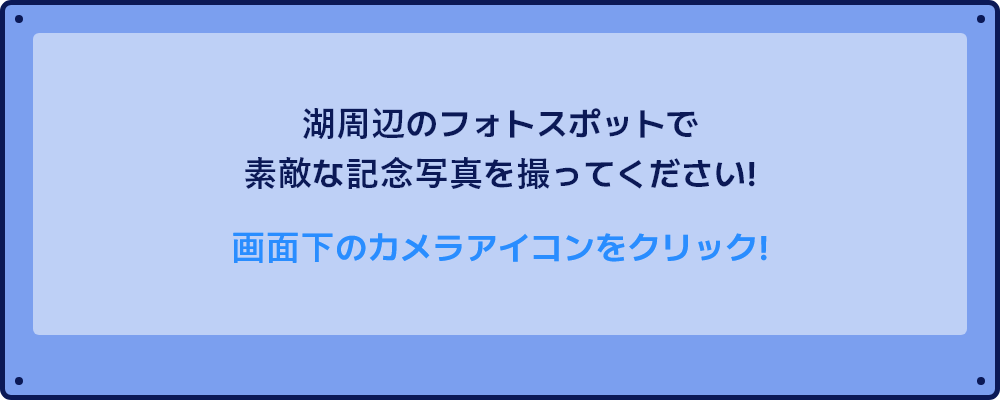 湖周辺のフォトスポットで
素敵な記念写真を撮ってください!
画面下のカメラアイコンをクリック!